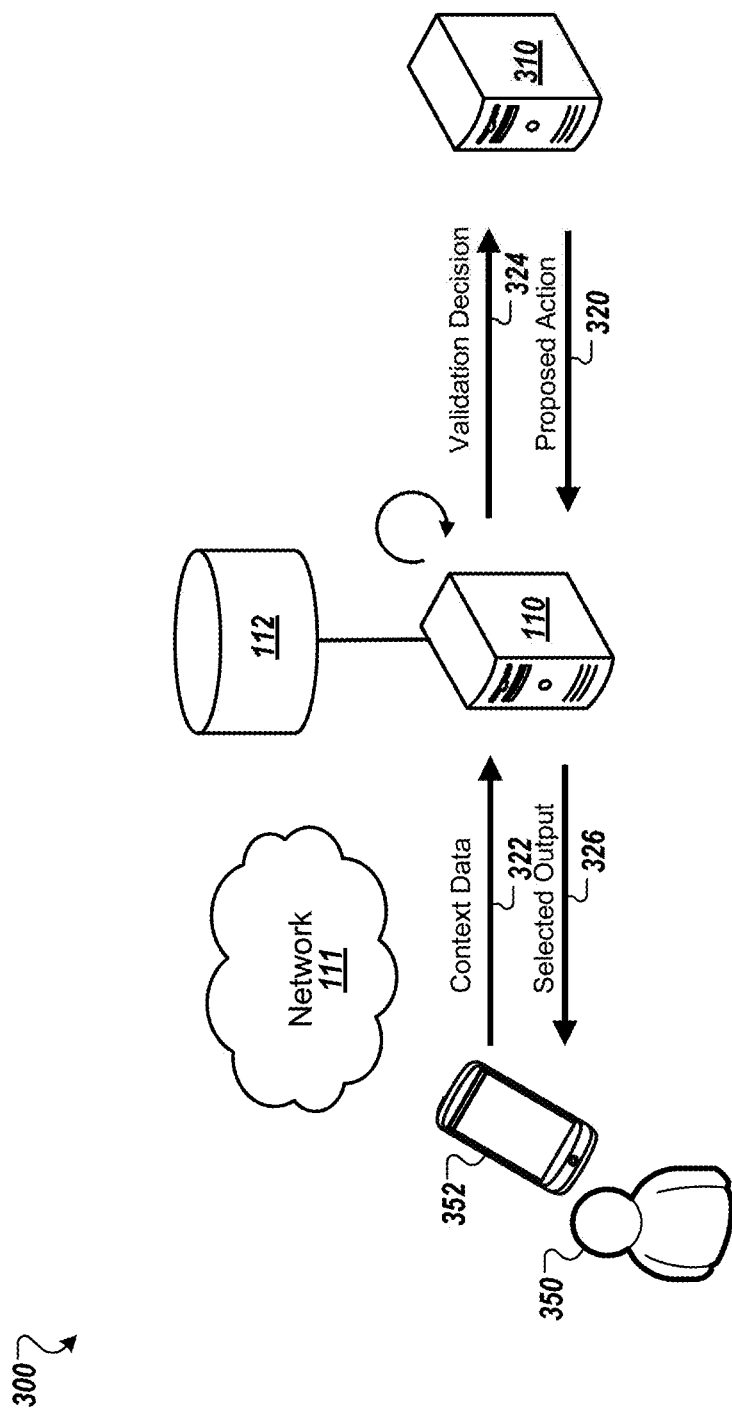 300
112
Network
111
310
Context Data
322
Validation Decision
324
352
110
Selected Output
326
Proposed Action
320
350